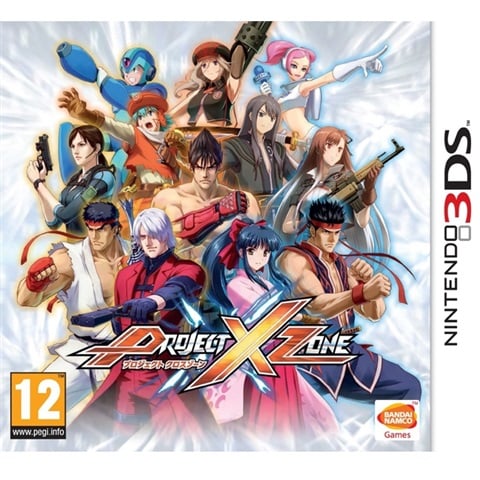 NINTENDO 3DS
PROJECT X ZONE
プロジェクト クロスゾーン
12
www.pegi.info
BANDAI
NAMCO
Games